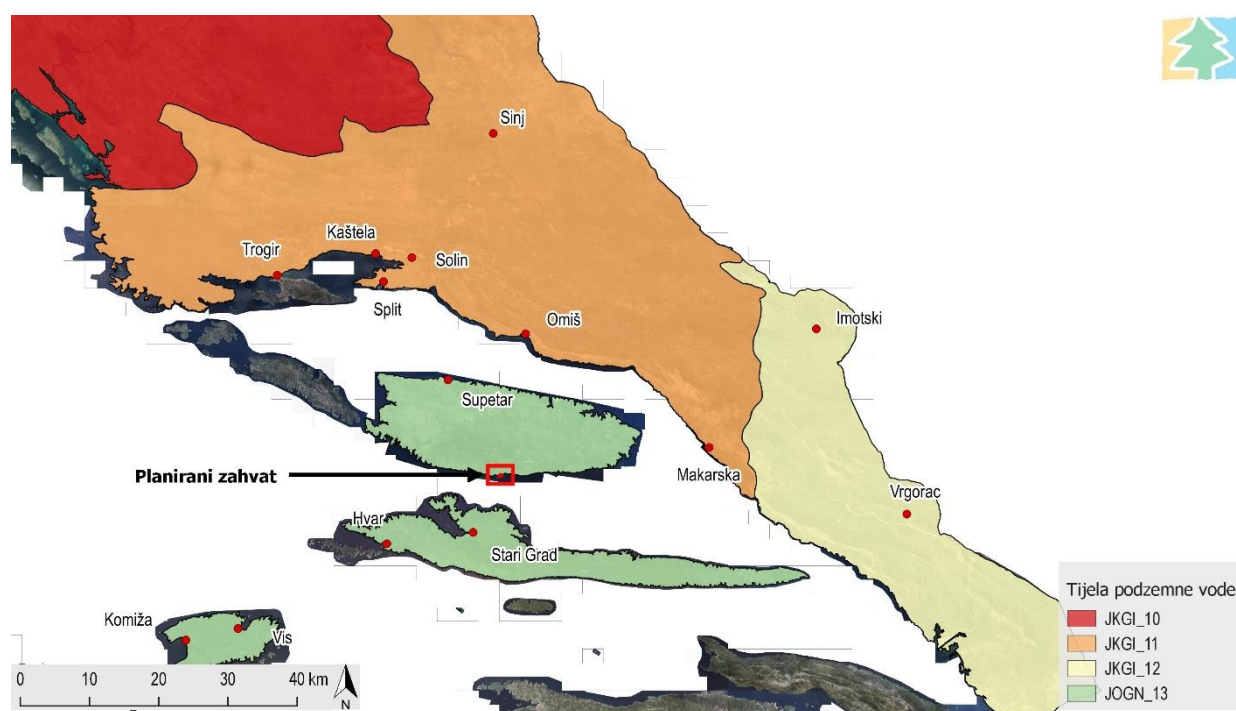 Sinj
Kaštela
Trogir
Solin
Split
Imotski
Omiš
Supetar
Makarska
Planirani zahvat
Vrgorac
Hvar
Stari Grad
Komiža
Vis
Tijela podzemne vode
JKGI_10
JKGI_11
JKGI_12
JOGN_13
0 10 20 30 40 km
N